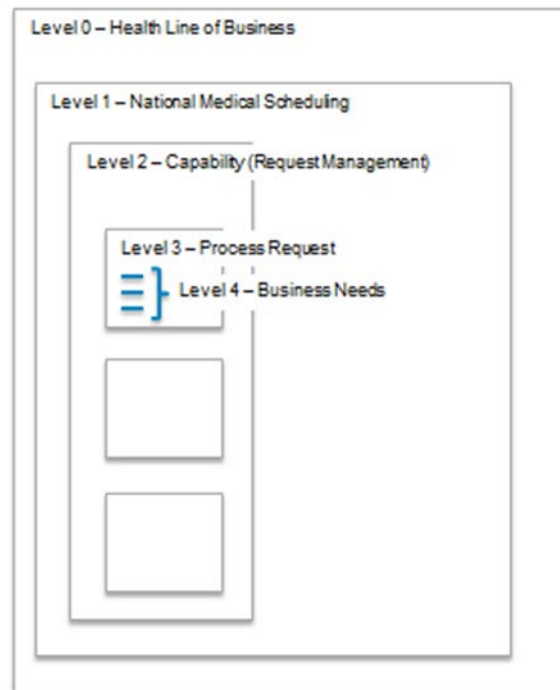 Level 0 – Health Line of Business
Level 1 – National Medical Scheduling
Level 2 – Capability (Request Management)
Level 3 – Process Request
Level 4 – Business Needs